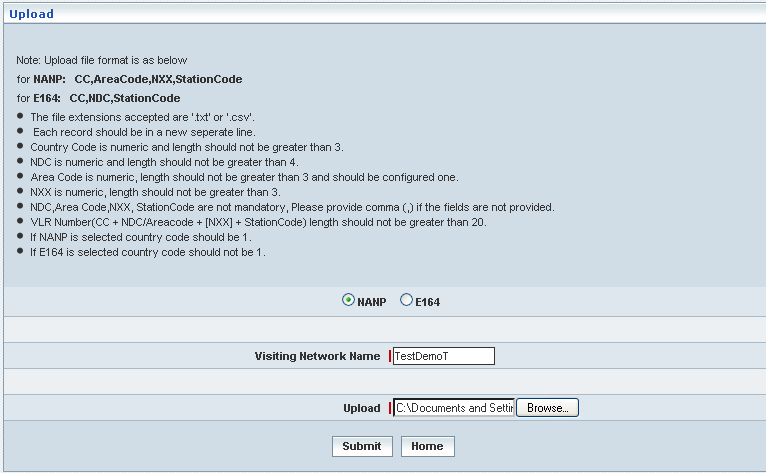 Upload
Note: Upload file format is as below
for NANP: CC,AreaCode,NXX,StationCode
for E164: CC,NDC,StationCode
The file extensions accepted are '.txt' or '.csv'.
Each record should be in a new seperate line.
Country Code is numeric and length should not be greater than 3.
NDC is numeric and length should not be greater than 4.
Area Code is numeric, length should not be greater than 3 and should be configured one.
NXX is numeric, length should not be greater than 3.
NDC,Area Code,NXX, StationCode are not mandatory, Please provide comma (,) if the fields are not provided.
VLR Number(CC + NDC/Areacode + [NXX] + StationCode) length should not be greater than 20.
If NANP is selected country code should be 1.
If E164 is selected country code should not be 1.
NANP E164
Visiting Network Name TestDemoT
Upload C:\Documents and Settin Browse...
Submit Home